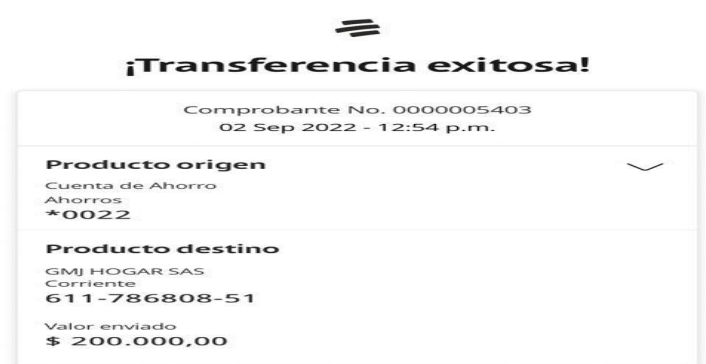 ¡Transferencia exitosa!
Comprobante No. 0000005403
02 Sep 2022 - 12:54 p.m.
Producto origen
Cuenta de Ahorro
Ahorros
*0022
Producto destino
GMJ HOGAR SAS
Corriente
611-786808-51
Valor enviado
$ 200.000,00